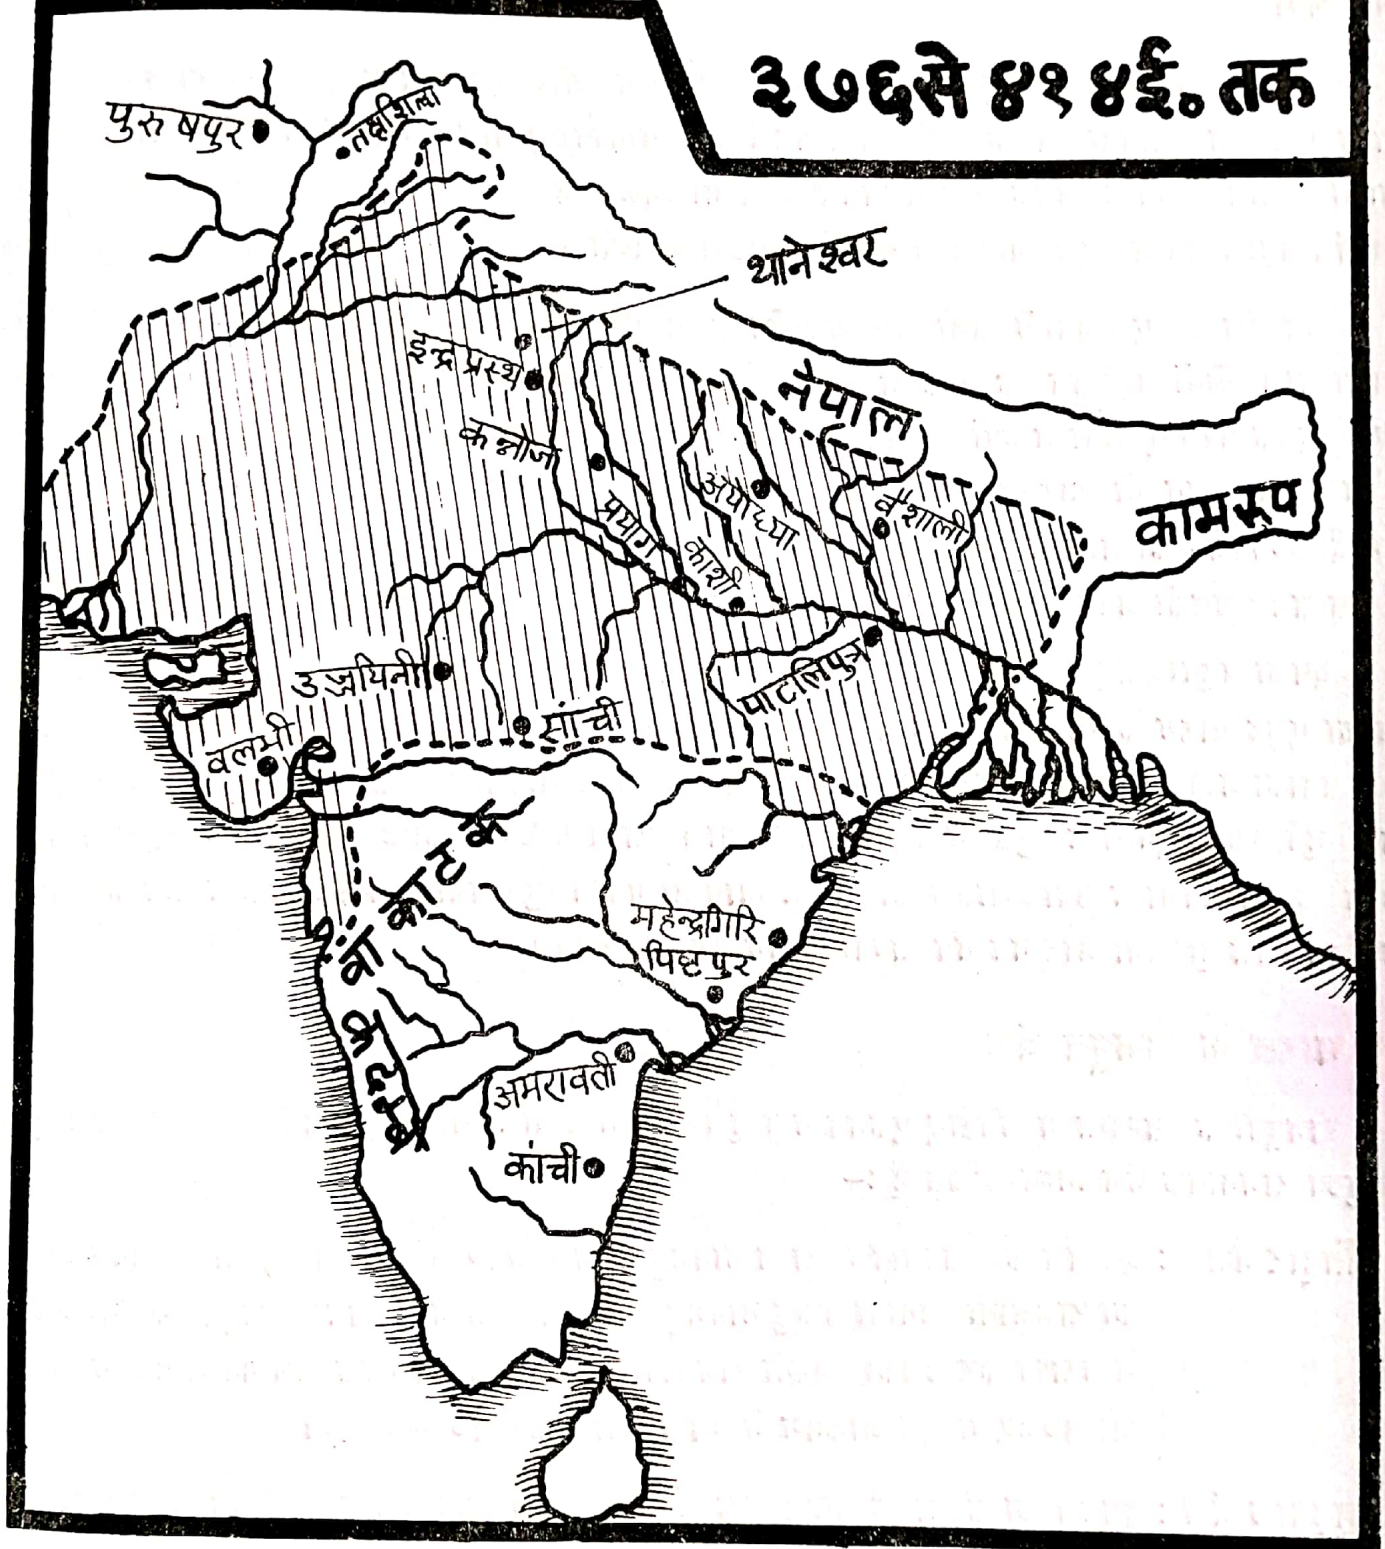 ३७६से ४१४ई० तक
पुरुषपुर
तक्षशिला
थानेश्वर
इन्द्रप्रस्थ
नेपाल
कन्नौज
अयोध्या
वैशाली
कामरूप
प्रयाग
काशी
उज्जयिनी
पाटलिपुत्र
सांची
वलभी
वाकाटक
महेन्द्रगिरि
पिष्टपुर
अमरावती
कांची